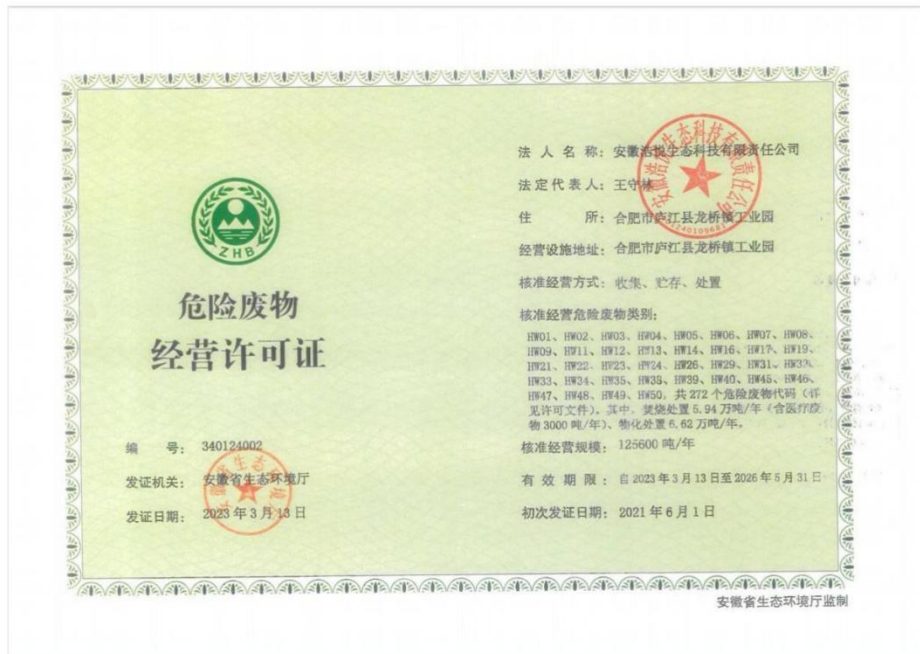 ZHB
危险废物
经营许可证
编 号：340124002
发证机关：安徽省生态环境厅
发证日期：2023年3月13日
法人名称：安徽浩悦生态科技有限责任公司
法定代表人：王守
住 所：合肥市庐江县龙桥镇工业园
经营设施地址：合肥市庐江县龙桥镇工业园
核准经营方式：收集、贮存、处置
核准经营危险废物类别：
HW01、HW02、HW03、HW04、HW05、HW06、HW07、HW08、
HW09、HW11、HW12、HW13、HW14、HW16、HW17、HW19、
HW21、HW22、HW23、HW24、HW26、HW29、HW31、HW32、
HW33、HW34、HW35、HW38、HW39、HW40、HW45、HW46、
HW47、HW48、HW49、HW50，共272个危险废物代码（详
见许可文件）。其中，焚烧处置5.94万吨/年（含医疗废
物3000吨/年）、物化处置6.62万吨/年。
核准经营规模：125600吨/年
有效期限：自2023年3月13日至2026年5月31日
初次发证日期：2021年6月1日
安徽省生态环境厅监制